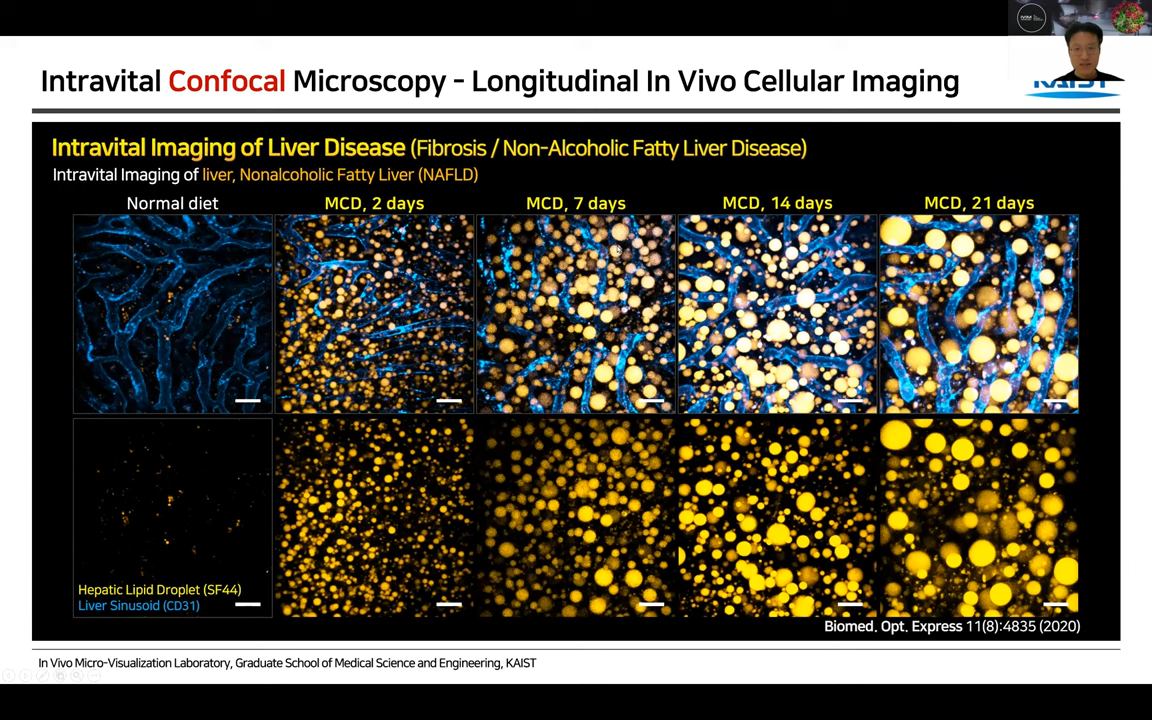 IVIM
Intravital Confocal Microscopy - Longitudinal In Vivo Cellular Imaging
KAIST
Intravital Imaging of Liver Disease (Fibrosis / Non-Alcoholic Fatty Liver Disease)
Intravital Imaging of liver, Nonalcoholic Fatty Liver (NAFLD)
Normal diet
MCD, 2 days
MCD, 7 days
MCD, 14 days
MCD, 21 days
Hepatic Lipid Droplet (SF44)
Liver Sinusoid (CD31)
Biomed. Opt. Express 11(8):4835 (2020)
In Vivo Micro-Visualization Laboratory, Graduate School of Medical Science and Engineering, KAIST